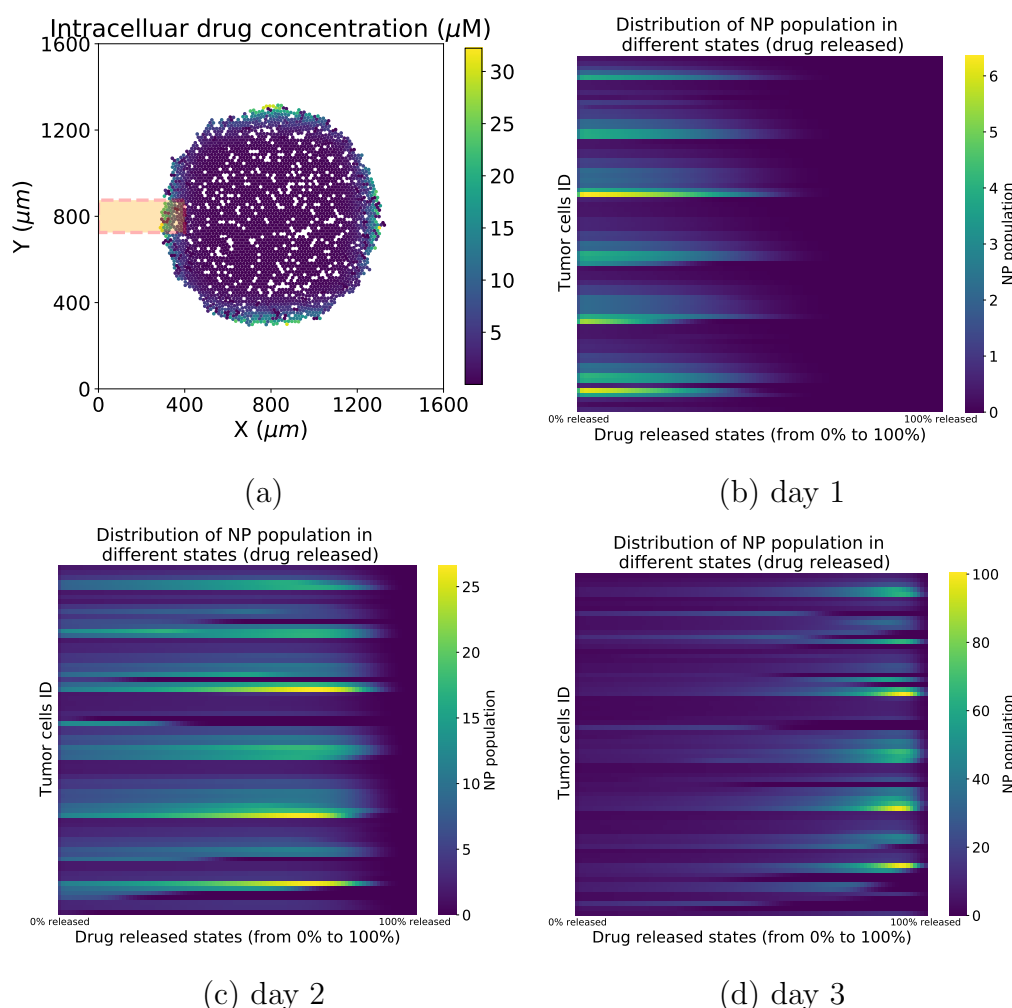 Intracelluar drug concentration (μM)
1600
1200
800
400
0
Y (μm)
0 400 800 1200 1600
X (μm)
30
25
20
15
10
5
(a)
Distribution of NP population in
different states (drug released)
Tumor cells ID
0% released 100% released
Drug released states (from 0% to 100%)
6
5
4
3
2
1
0
NP population
(b) day 1
Distribution of NP population in
different states (drug released)
Tumor cells ID
0% released 100% released
Drug released states (from 0% to 100%)
25
20
15
10
5
0
NP population
(c) day 2
Distribution of NP population in
different states (drug released)
Tumor cells ID
0% released 100% released
Drug released states (from 0% to 100%)
100
80
60
40
20
0
NP population
(d) day 3